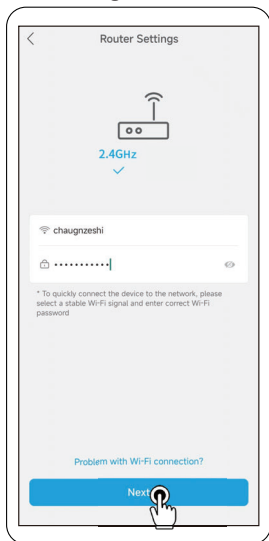 Router Settings
2.4GHz
chaugnzeshi
•••••••••••
* To quickly connect the device to the network, please
select a stable Wi-Fi signal and enter correct Wi-Fi
password
Problem with Wi-Fi connection?
Next